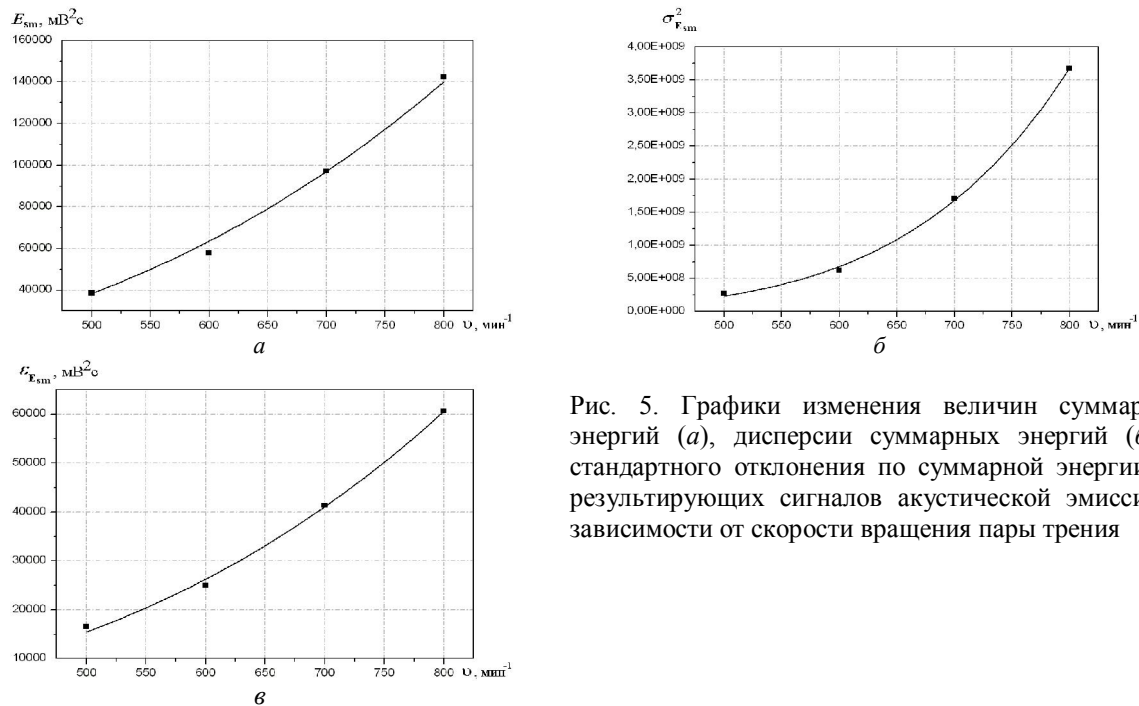 E_sm, мВ²с
160000
140000
120000
100000
80000
60000
40000
500 550 600 650 700 750 800 υ, мин⁻¹
а
σ²_E_sm
4,00E+009
3,50E+009
3,00E+009
2,50E+009
2,00E+009
1,50E+009
1,00E+009
5,00E+008
0,00E+000
500 550 600 650 700 750 800 υ, мин⁻¹
б
ε_E_sm, мВ²с
60000
50000
40000
30000
20000
10000
500 550 600 650 700 750 800 υ, мин⁻¹
в
Рис. 5. Графики изменения величин суммар
энергий (а), дисперсии суммарных энергий (
стандартного отклонения по суммарной энергии
результирующих сигналов акустической эмисси
зависимости от скорости вращения пары трения